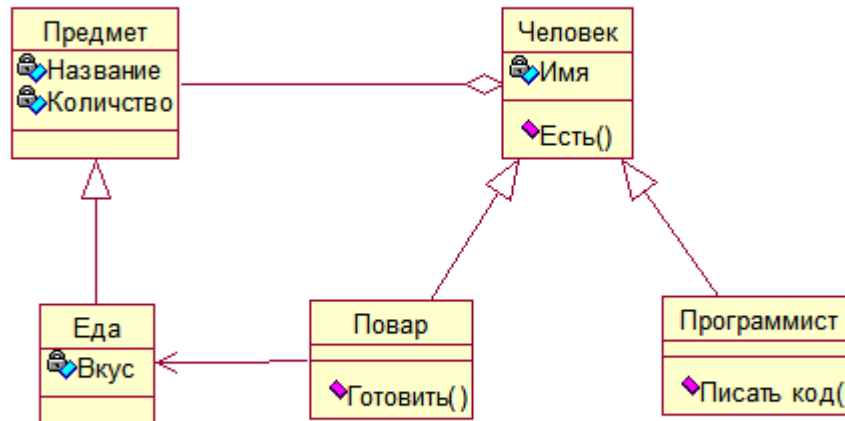 Предмет
Название
Количство
Человек
Имя
Есть()
Еда
Вкус
Повар
Готовить()
Программист
Писать код(